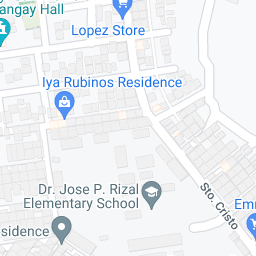 angay Hall
Lopez Store
Iya Rubinos Residence
Dr. Jose P. Rizal
Elementary School
Sto. Cristo
Emm
esidence